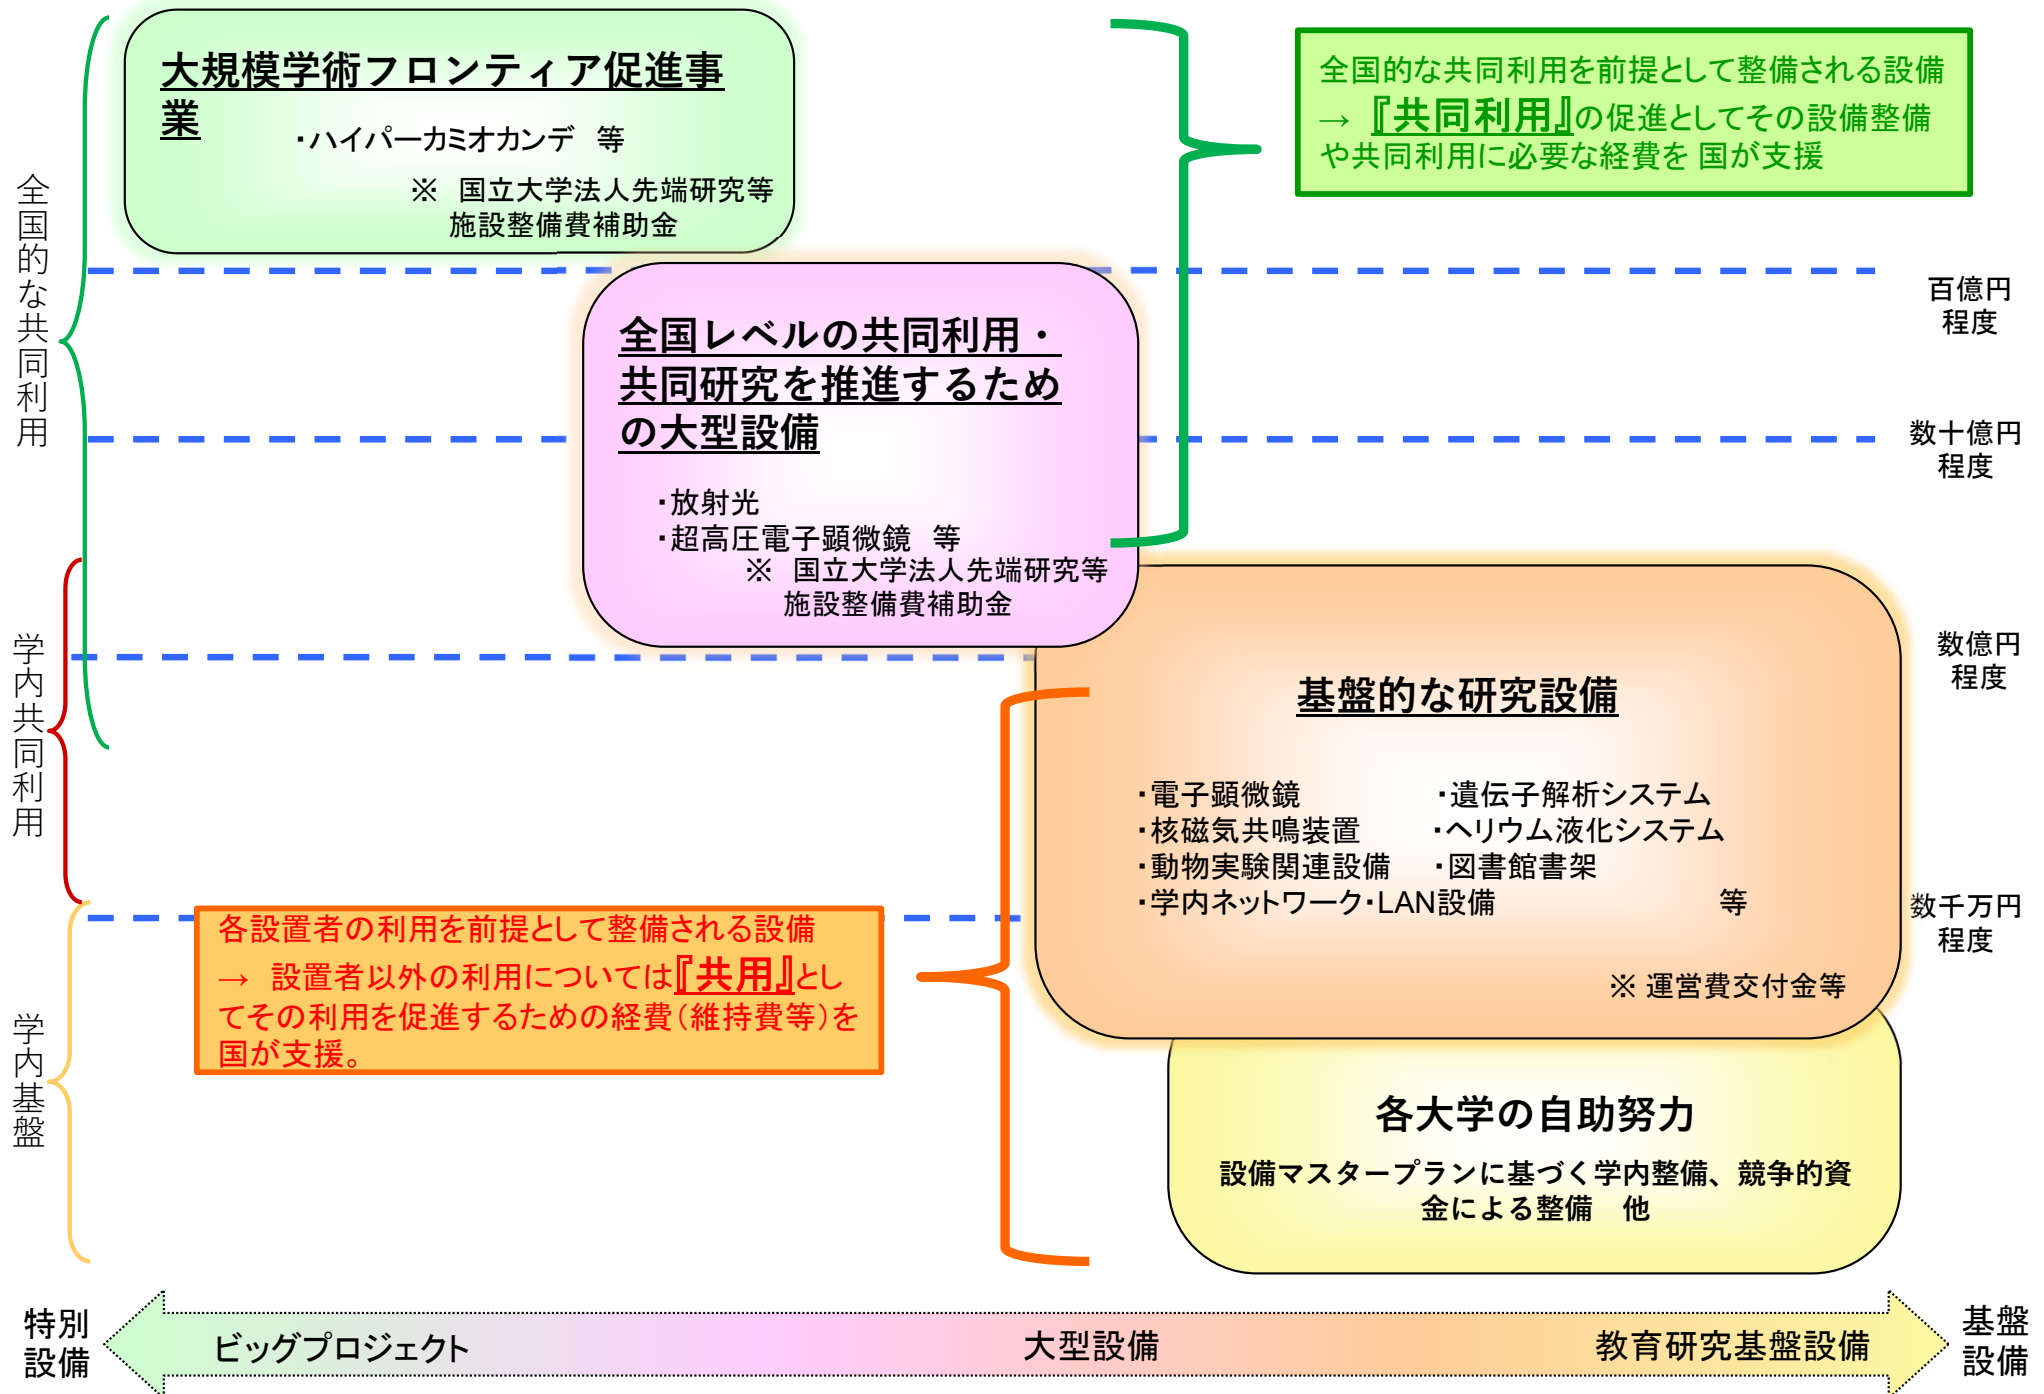 大規模学術フロンティア促進事
業
・ハイパーカミオカンデ　等
※　国立大学法人先端研究等
施設整備費補助金
全国的な共同利用を前提として整備される設備
→　『共同利用』の促進としてその設備整備
や共同利用に必要な経費を 国が支援
全国的な共同利用
百億円
程度
全国レベルの共同利用・
共同研究を推進するため
の大型設備
・放射光
・超高圧電子顕微鏡　等
※　国立大学法人先端研究等
施設整備費補助金
数十億円
程度
学内共同利用
数億円
程度
基盤的な研究設備
・電子顕微鏡　・遺伝子解析システム
・核磁気共鳴装置　・ヘリウム液化システム
・動物実験関連設備　・図書館書架
・学内ネットワーク・LAN設備　等
※ 運営費交付金等
数千万円
程度
各設置者の利用を前提として整備される設備
→　設置者以外の利用については『共用』とし
てその利用を促進するための経費（維持費等）を
国が支援。
学内基盤
各大学の自助努力
設備マスタープランに基づく学内整備、競争的資
金による整備　他
特別
設備
ビッグプロジェクト
大型設備
教育研究基盤設備
基盤
設備